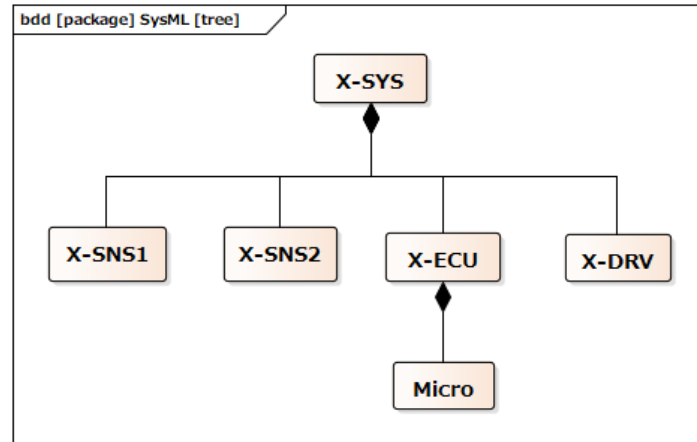 bdd [package] SysML [tree]
X-SYS
X-SNS1
X-SNS2
X-ECU
X-DRV
Micro